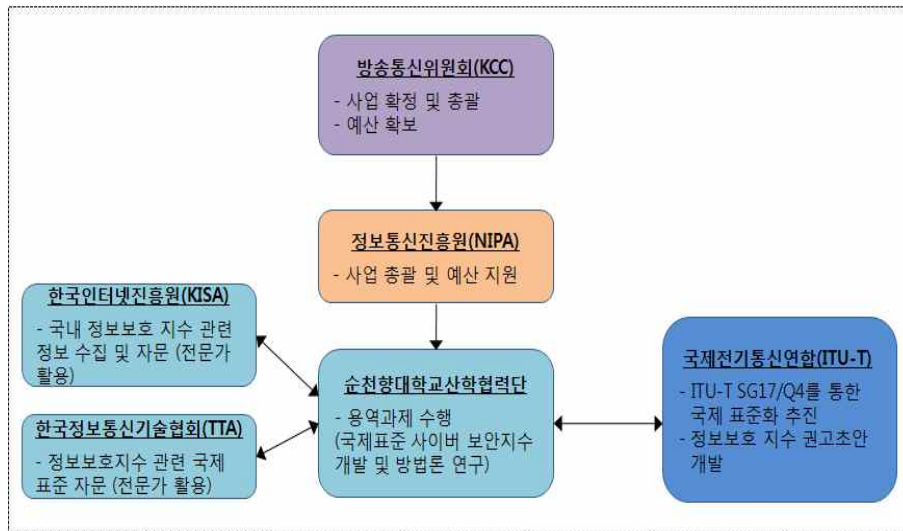 방송통신위원회(KCC)
- 사업 확정 및 총괄
- 예산 확보
정보통신진흥원(NIPA)
- 사업 총괄 및 예산 지원
한국인터넷진흥원(KISA)
- 국내 정보보호 지수 관련
정보 수집 및 자문 (전문가
활용)
한국정보통신기술협회(TTA)
- 정보보호지수 관련 국제
표준 자문 (전문가 활용)
순천향대학교산학협력단
- 용역과제 수행
(국제표준 사이버 보안지수
개발 및 방법론 연구)
국제전기통신연합(ITU-T)
- ITU-T SG17/Q4를 통한
국제 표준화 추진
- 정보보호 지수 권고초안
개발